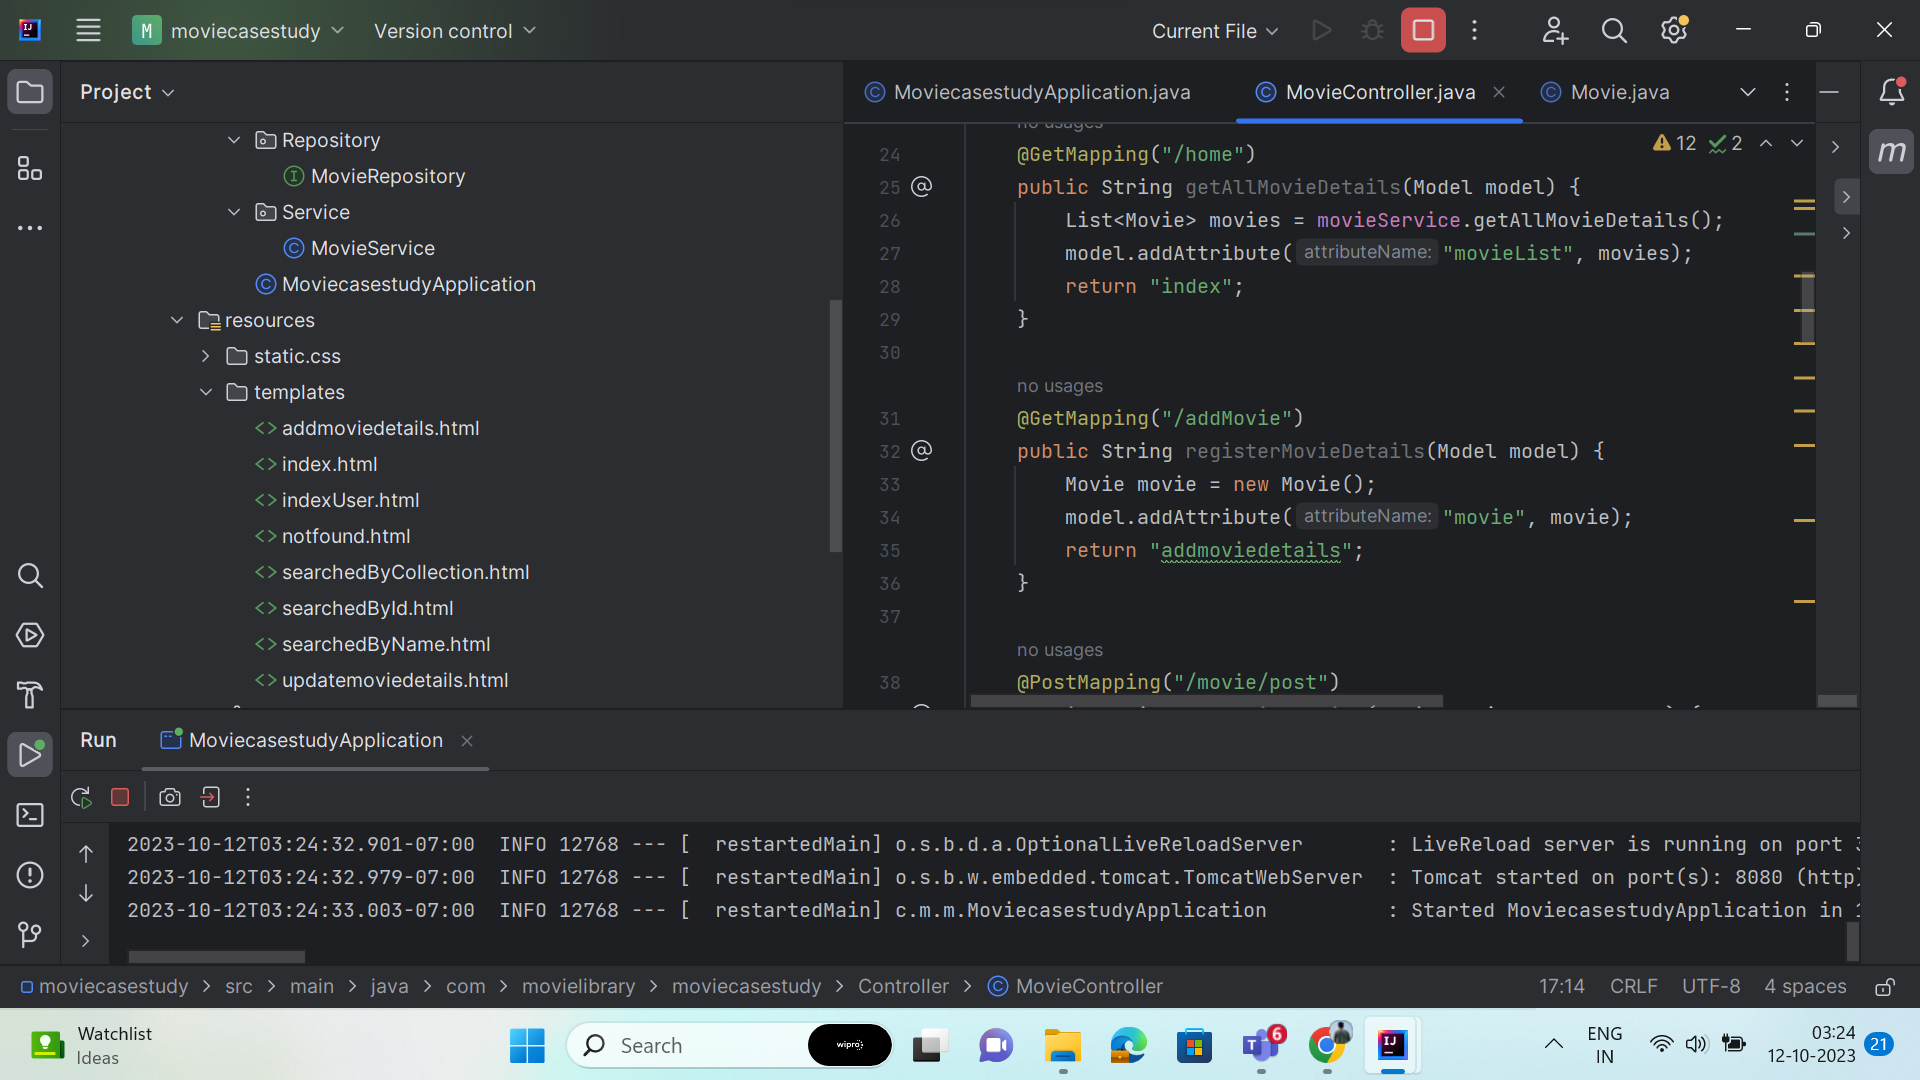 M moviecasestudy Version control Current File
Project
MoviecasestudyApplication.java MovieController.java Movie.java
Repository
MovieRepository
Service
MovieService
MoviecasestudyApplication
resources
static.css
templates
addmoviedetails.html
index.html
indexUser.html
notfound.html
searchedByCollection.html
searchedById.html
searchedByName.html
updatemoviedetails.html
no usages
12 2
24 @GetMapping("/home")
25 public String getAllMovieDetails(Model model) {
26 List<Movie> movies = movieService.getAllMovieDetails();
27 model.addAttribute( attributeName: "movieList", movies);
28 return "index";
29 }
30
no usages
31 @GetMapping("/addMovie")
32 public String registerMovieDetails(Model model) {
33 Movie movie = new Movie();
34 model.addAttribute( attributeName: "movie", movie);
35 return "addmoviedetails";
36 }
37
no usages
38 @PostMapping("/movie/post")
m
Run MoviecasestudyApplication
2023-10-12T03:24:32.901-07:00 INFO 12768 --- [ restartedMain] o.s.b.d.a.OptionalLiveReloadServer : LiveReload server is running on port
2023-10-12T03:24:32.979-07:00 INFO 12768 --- [ restartedMain] o.s.b.w.embedded.tomcat.TomcatWebServer : Tomcat started on port(s): 8080 (http)
2023-10-12T03:24:33.003-07:00 INFO 12768 --- [ restartedMain] c.m.m.MoviecasestudyApplication : Started MoviecasestudyApplication in
moviecasestudy > src > main > java > com > movielibrary > moviecasestudy > Controller > MovieController 17:14 CRLF UTF-8 4 spaces
Watchlist
Ideas
Search
wipro
6
IJ
ENG
IN
03:24
12-10-2023
21